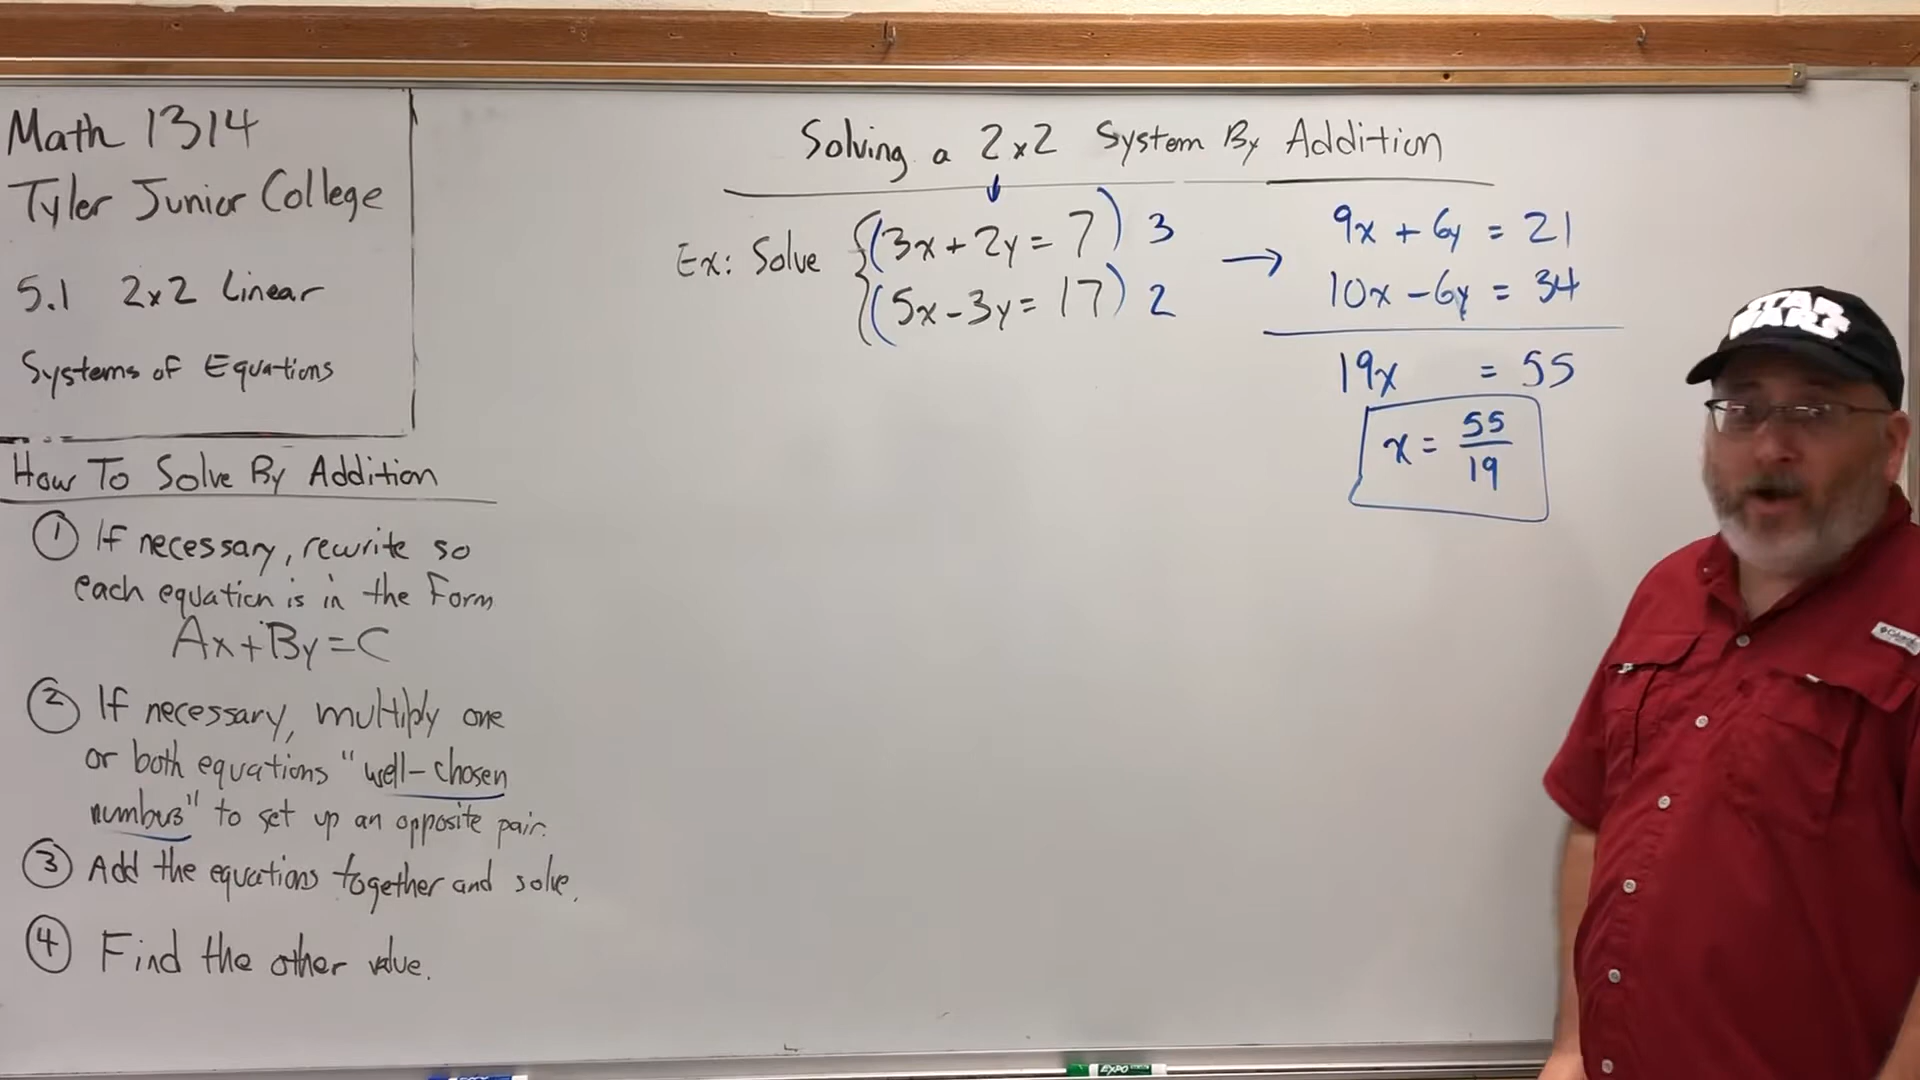 Math 1314
Tyler Junior College
5.1 2x2 Linear
Systems of Equations
How To Solve By Addition
① If necessary, rewrite so
each equation is in the Form
Ax+By=C
② If necessary, multiply one
or both equations "well-chosen
numbers" to set up an opposite pair.
③ Add the equations together and solve.
④ Find the other value.
Solving a 2x2 System By Addition
Ex: Solve {(3x+2y=7) 3
(5x-3y=17) 2
→ 9x + 6y = 21
10x - 6y = 34
19x = 55
x = 55/19
STAR
WARS
Columbia
EXPO